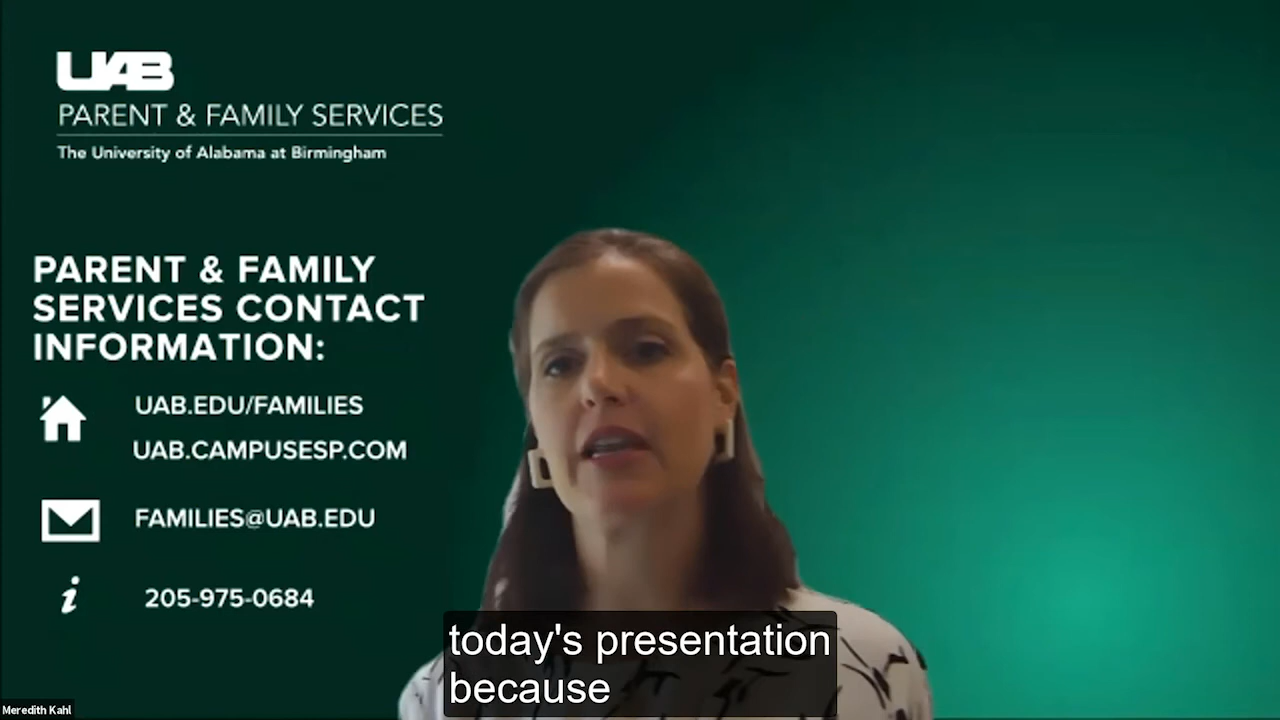 UAB
PARENT & FAMILY SERVICES
The University of Alabama at Birmingham
PARENT & FAMILY
SERVICES CONTACT
INFORMATION:
UAB.EDU/FAMILIES
UAB.CAMPUSESP.COM
FAMILIES@UAB.EDU
i 205-975-0684
today's presentation
because
Meredith Kahl